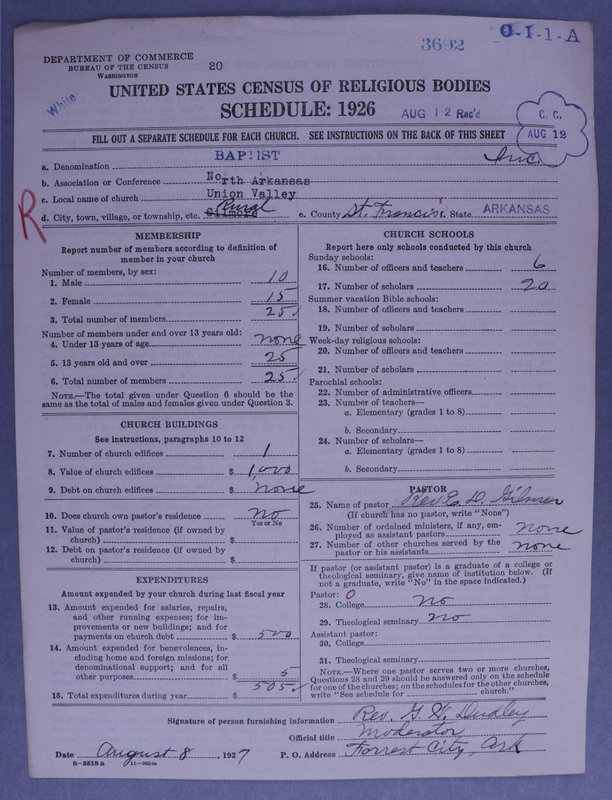 3692
O-I-1-A
DEPARTMENT OF COMMERCE
BUREAU OF THE CENSUS
WASHINGTON
20
White
UNITED STATES CENSUS OF RELIGIOUS BODIES
SCHEDULE: 1926
AUG 12 Rec'd
C. C.
AUG 12
FILL OUT A SEPARATE SCHEDULE FOR EACH CHURCH. SEE INSTRUCTIONS ON THE BACK OF THIS SHEET
a. Denomination BAPTIST Inc.
b. Association or Conference North Arkansas
c. Local name of church Union Valley
R
d. City, town, village, or township, etc. Gilmore Rural e. County St. Francis f. State ARKANSAS
MEMBERSHIP
Report number of members according to definition of
member in your church
Number of members, by sex:
1. Male 10
2. Female 15
3. Total number of members 25
Number of members under and over 13 years old:
4. Under 13 years of age none
5. 13 years old and over 25
6. Total number of members 25
NOTE.—The total given under Question 6 should be the
same as the total of males and females given under Question 3.
CHURCH BUILDINGS
See instructions, paragraphs 10 to 12
7. Number of church edifices 1
8. Value of church edifices $ 1,000
9. Debt on church edifices $ none
10. Does church own pastor's residence no
Yes or No
11. Value of pastor's residence (if owned by
church) $
12. Debt on pastor's residence (if owned by
church) $
EXPENDITURES
Amount expended by your church during last fiscal year
13. Amount expended for salaries, repairs,
and other running expenses; for im-
provements or new buildings; and for
payments on church debt $ 500
14. Amount expended for benevolences, in-
cluding home and foreign missions; for
denominational support; and for all
other purposes $ 5
15. Total expenditures during year $ 505
CHURCH SCHOOLS
Report here only schools conducted by this church
Sunday schools:
16. Number of officers and teachers 6
17. Number of scholars 20
Summer vacation Bible schools:
18. Number of officers and teachers
19. Number of scholars
Week-day religious schools:
20. Number of officers and teachers
21. Number of scholars
Parochial schools:
22. Number of administrative officers
23. Number of teachers—
a. Elementary (grades 1 to 8)
b. Secondary
24. Number of scholars—
a. Elementary (grades 1 to 8)
b. Secondary
PASTOR
25. Name of pastor Rev E. D. Gilmer
(If church has no pastor, write "None")
26. Number of ordained ministers, if any, em-
ployed as assistant pastors none
27. Number of other churches served by the
pastor or his assistants none
If pastor (or assistant pastor) is a graduate of a college or
theological seminary, give name of institution below. (If
not a graduate, write "No" in the space indicated.)
Pastor: 0
28. College no
29. Theological seminary no
Assistant pastor:
30. College
31. Theological seminary
NOTE.—Where one pastor serves two or more churches,
Questions 28 and 29 should be answered only on the schedule
for one of the churches; on the schedules for the other churches,
write "See Schedule for church."
Signature of person furnishing information Rev. G. W. Dudley
Official title Moderator
Date August 8, 1927 P. O. Address Forrest City, Ark
8—5518a 11—9554a